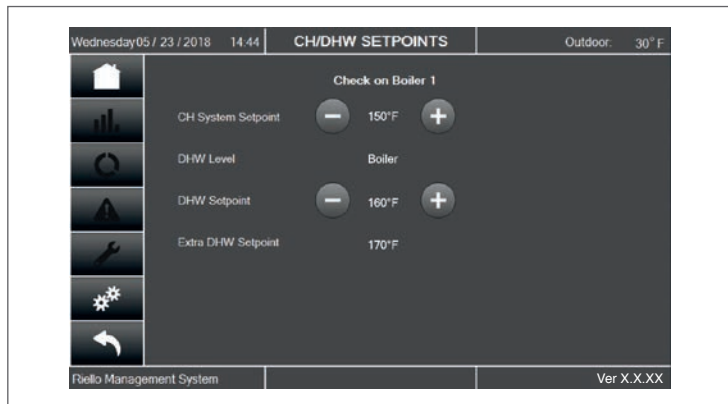 Wednesday05 / 23 / 2018 14:44 CH/DHW SETPOINTS Outdoor: 30°F
Check on Boiler 1
CH System Setpoint 150°F
DHW Level Boiler
DHW Setpoint 160°F
Extra DHW Setpoint 170°F
Riello Management System Ver X.X.XX